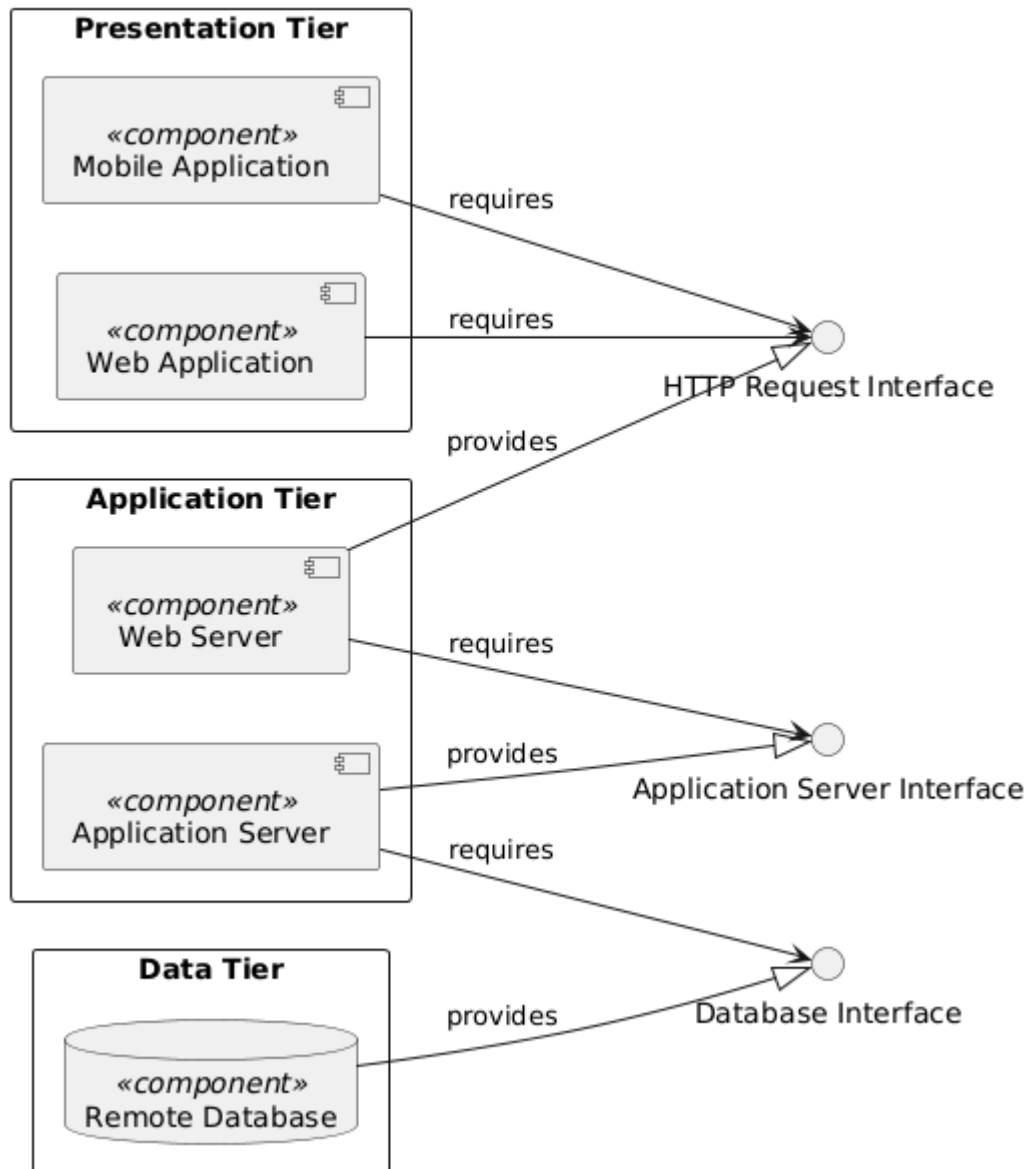 Presentation Tier
«component»
Mobile Application
requires
«component»
Web Application
requires
HTTP Request Interface
provides
Application Tier
«component»
Web Server
requires
«component»
Application Server
provides
Application Server Interface
requires
Data Tier
«component»
Remote Database
provides
Database Interface